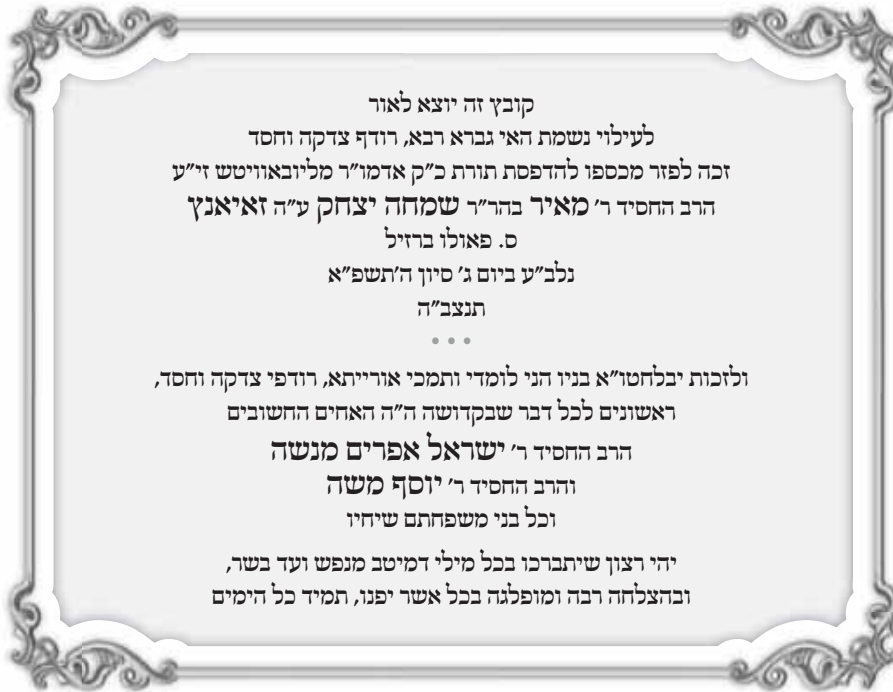 קובץ זה יוצא לאור
לעילוי נשמת האי גברא רבא, רודף צדקה וחסד
זכה לפזר מכספו להדפסת תורת כ״ק אדמו״ר מליובאוויטש זי״ע
הרב החסיד ר׳ מאיר בהר״ר שמחה יצחק ע״ה זאיאנץ
ס. פאולו ברזיל
נלב״ע ביום ג׳ סיון ה׳תשפ״א
תנצב״ה
• • •
ולזכות יבלחטו״א בניו הני לומדי ותמכי אורייתא, רודפי צדקה וחסד,
ראשונים לכל דבר שבקדושה ה״ה האחים החשובים
הרב החסיד ר׳ ישראל אפרים מנשה
והרב החסיד ר׳ יוסף משה
וכל בני משפחתם שיחיו
יהי רצון שיתברכו בכל מילי דמיטב מנפש ועד בשר,
ובהצלחה רבה ומופלגה בכל אשר יפנו, תמיד כל הימים